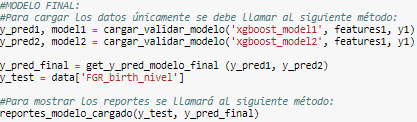 #MODELO FINAL:
#Para cargar los datos únicamente se debe llamar al siguiente método:
y_pred1, model1 = cargar_validar_modelo('xgboost_model1', features1, y1)
y_pred2, model2 = cargar_validar_modelo('xgboost_model2', features1, y1)
y_pred_final = get_y_pred_modelo_final (y_pred1, y_pred2)
y_test = data['FGR_birth_nivel']
#Para mostrar los reportes se llamará al siguiente método:
reportes_modelo_cargado(y_test, y_pred_final)